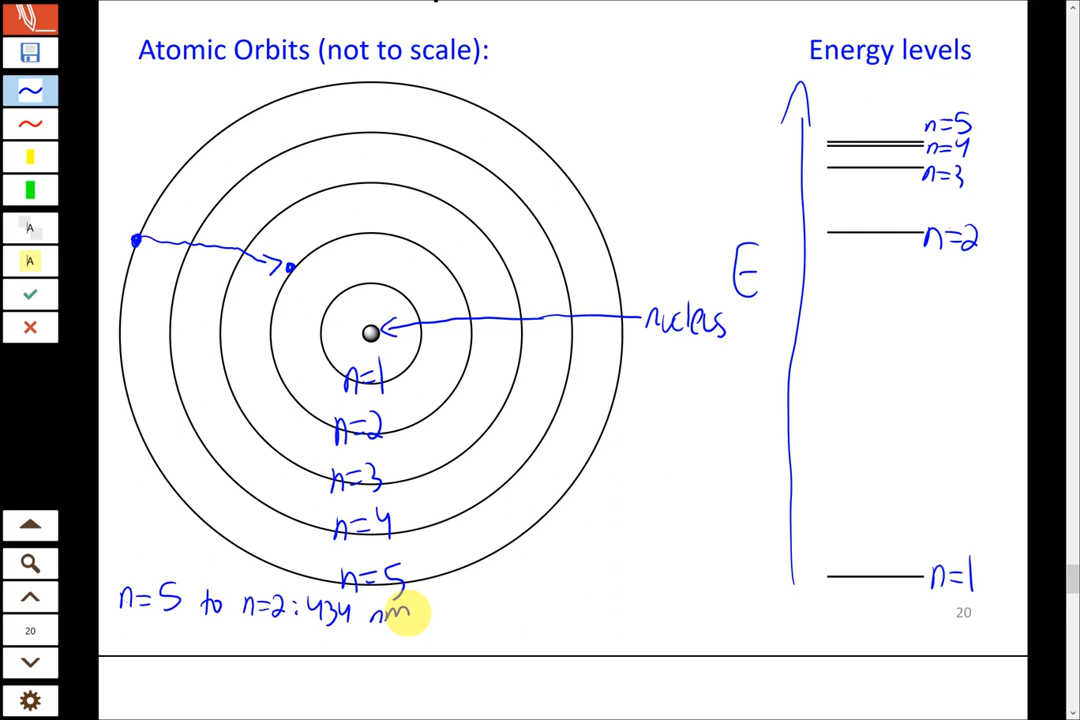 Atomic Orbits (not to scale):
Energy levels
n=5
n=4
n=3
n=2
E
nucleus
n=1
n=2
n=3
n=4
n=5
n=1
n=5 to n=2: 434 nm
20
A
A
20